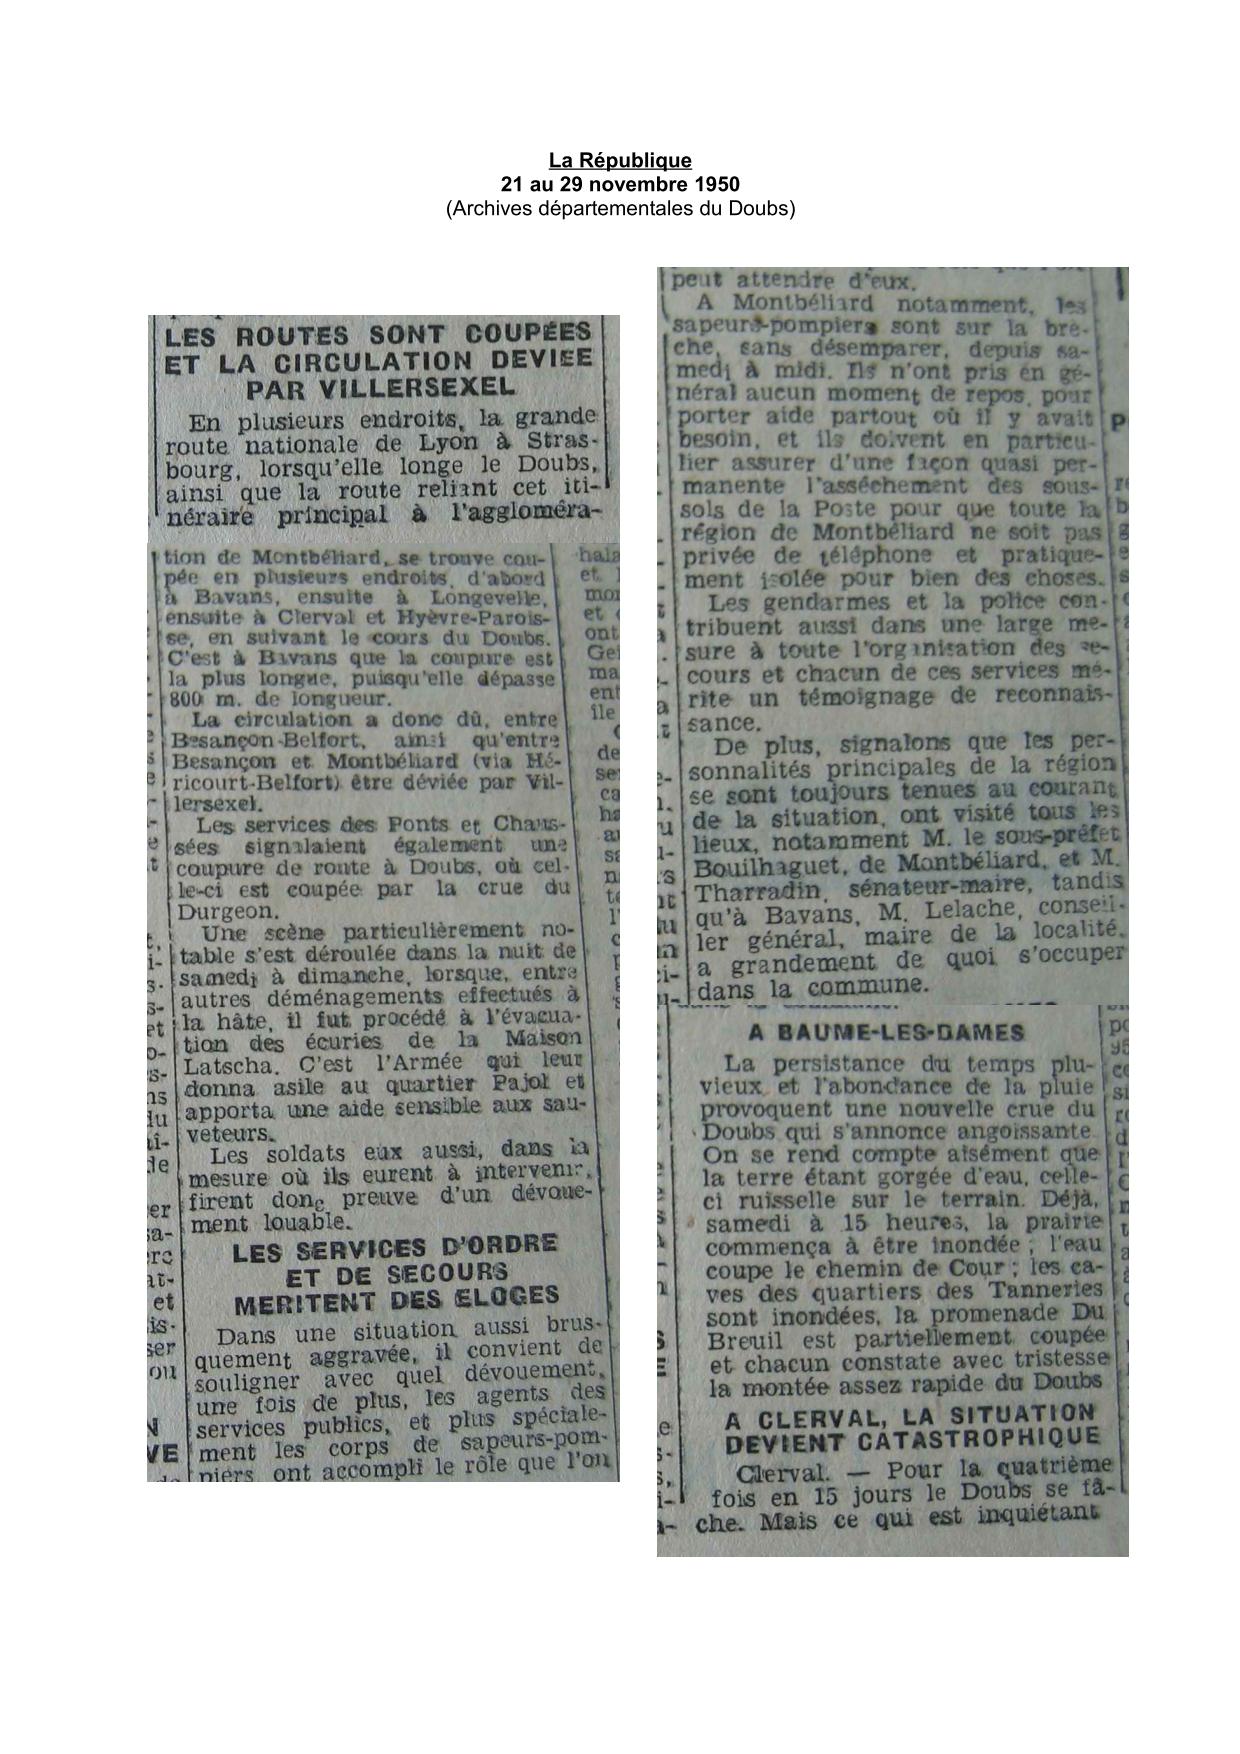 La République
21 au 29 novembre 1950
(Archives départementales du Doubs)
LES ROUTES SONT COUPÉES
ET LA CIRCULATION DEVIEE
PAR VILLERSEXEL
En plusieurs endroits, la grande
route nationale de Lyon à Stras-
bourg, lorsqu'elle longe le Doubs,
ainsi que la route reliant cet iti-
néraire principal à l'aggloméra-
tion de Montbéliard, se trouve cou-
pée en plusieurs endroits, d'abord
à Bavans, ensuite à Longevelle,
ensuite à Clerval et Hyèvre-Parois-
se, en suivant le cours du Doubs.
C'est à Bavans que la coupure est
la plus longue, puisqu'elle dépasse
800 m. de longueur.
La circulation a donc dû, entre
Besançon-Belfort, ainsi qu'entre
Besançon et Montbéliard (via Hé-
ricourt-Belfort) être déviée par Vil-
lersexel.
Les services des Ponts et Chaus-
sées signalaient également une
coupure de route à Doubs, où cel-
le-ci est coupée par la crue du
Durgeon.
Une scène particulièrement no-
table s'est déroulée dans la nuit de
samedi à dimanche, lorsque, entre
autres déménagements effectués à
la hâte, il fut procédé à l'évacua-
tion des écuries de la Maison
Latscha. C'est l'Armée qui leur
donna asile au quartier Pajol et
apporta une aide sensible aux sau-
veteurs.
Les soldats eux aussi, dans la
mesure où ils eurent à intervenir,
firent donc preuve d'un dévoue-
ment louable.
LES SERVICES D'ORDRE
ET DE SECOURS
MERITENT DES ELOGES
Dans une situation aussi brus-
quement aggravée, il convient de
souligner avec quel dévouement,
une fois de plus, les agents des
services publics, et plus spéciale-
ment les corps de sapeurs-pom-
piers ont accompli le rôle que l'on
peut attendre d'eux.
A Montbéliard notamment, les
sapeurs-pompiers sont sur la brè-
che, sans désemparer, depuis sa-
medi à midi. Ils n'ont pris en gé-
néral aucun moment de repos, pour
porter aide partout où il y avait
besoin, et ils doivent en particu-
lier assurer d'une façon quasi per-
manente l'asséchement des sous-
sols de la Poste pour que toute la
région de Montbéliard ne soit pas
privée de téléphone et pratique-
ment isolée pour bien des choses.
Les gendarmes et la police con-
tribuent aussi dans une large me-
sure à toute l'organisation des se-
cours et chacun de ces services mé-
rite un témoignage de reconnais-
sance.
De plus, signalons que les per-
sonnalités principales de la région
se sont toujours tenues au courant
de la situation, ont visité tous les
lieux, notamment M. le sous-préfet
Bouilhaguet, de Montbéliard, et M.
Tharradin, sénateur-maire, tandis
qu'à Bavans, M. Lelache, conseil-
ler général, maire de la localité,
a grandement de quoi s'occuper
dans la commune.
A BAUME-LES-DAMES
La persistance du temps plu-
vieux et l'abondance de la pluie
provoquent une nouvelle crue du
Doubs qui s'annonce angoissante
On se rend compte aisément que
la terre étant gorgée d'eau, celle-
ci ruisselle sur le terrain. Déjà,
samedi à 15 heures, la prairie
commença à être inondée ; l'eau
coupe le chemin de Cour ; les ca-
ves des quartiers des Tanneries
sont inondées, la promenade Du
Breuil est partiellement coupée
et chacun constate avec tristesse
la montée assez rapide du Doubs
A CLERVAL, LA SITUATION
DEVIENT CATASTROPHIQUE
Clerval. — Pour la quatrième
fois en 15 jours le Doubs se fâ-
che. Mais ce qui est inquiétant